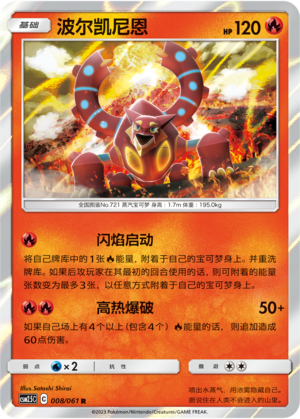 基础 波尔凯尼恩 HP 120
全国图鉴No.721 蒸汽宝可梦 身高：1.7m 体重：195.0kg
闪焰启动
将自己牌库中的1张能量，附着于自己的宝可梦身上。并重洗
牌库。如果后攻玩家在其最初的回合使用的话，则可附着的能量
张数变为最多3张，以任意方式附着于自己的宝可梦身上。
高热爆破 50+
如果自己场上有4个以上（包含4个）能量的话，则追加造成
60点伤害。
弱点 ×2 抗性
Illus. Satoshi Shirai
CSM25C C 008/061 R
喷出水蒸气，用浓雾隐藏自己。
据说住在人类不会进入的山里。
©2023 Pokémon/Nintendo/Creatures/GAME FREAK.